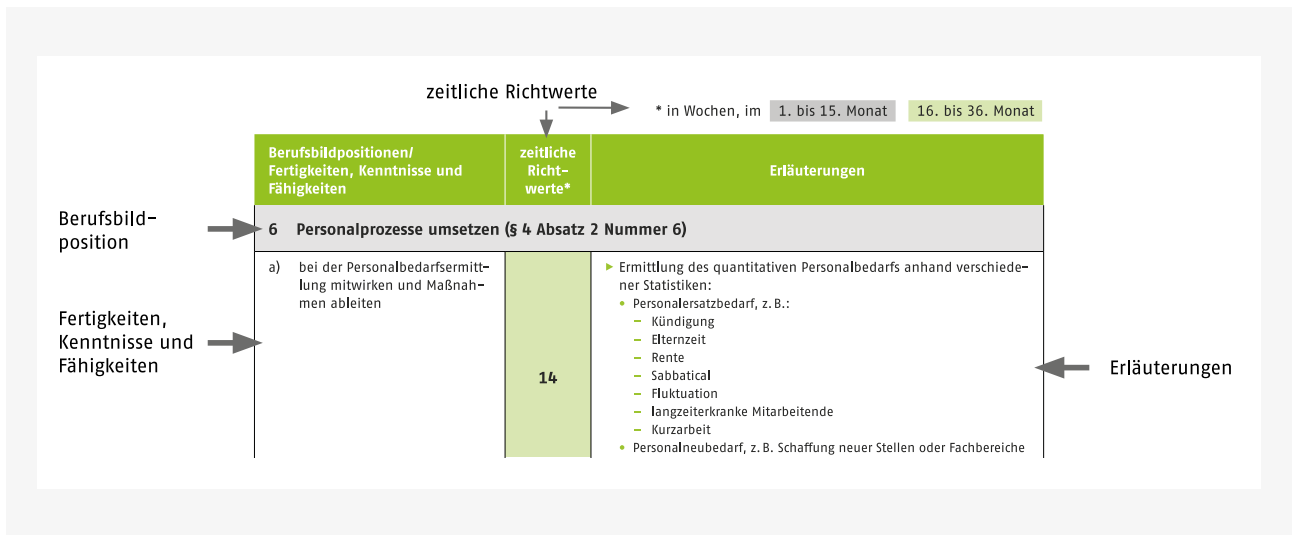 zeitliche Richtwerte
* in Wochen, im 1. bis 15. Monat 16. bis 36. Monat
Berufsbildpositionen/
Fertigkeiten, Kenntnisse und
Fähigkeiten
zeitliche
Richt-
werte*
Erläuterungen
Berufsbild-
position
6 Personalprozesse umsetzen (§ 4 Absatz 2 Nummer 6)
Fertigkeiten,
Kenntnisse und
Fähigkeiten
a) bei der Personalbedarfsermitt-
lung mitwirken und Maßnah-
men ableiten
14
► Ermittlung des quantitativen Personalbedarfs anhand verschiede-
ner Statistiken:
• Personalersatzbedarf, z. B.:
– Kündigung
– Elternzeit
– Rente
– Sabbatical
– Fluktuation
– langzeiterkranke Mitarbeitende
– Kurzarbeit
• Personalneubedarf, z. B. Schaffung neuer Stellen oder Fachbereiche
Erläuterungen